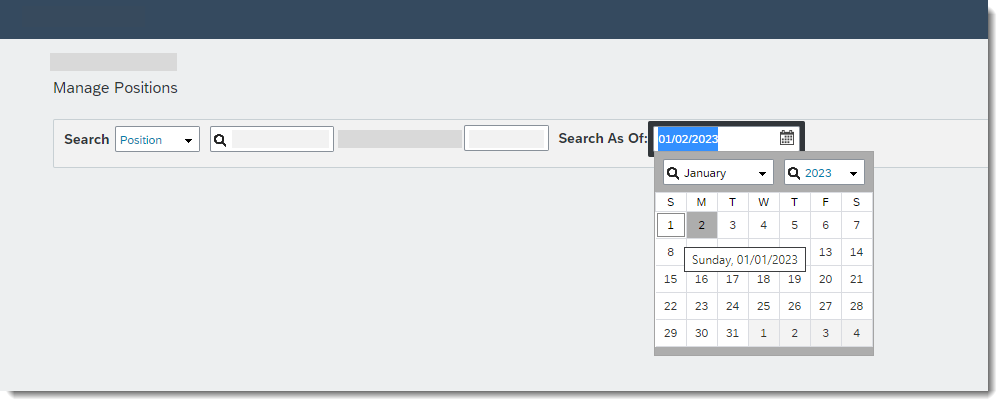 Manage Positions
Search Position Search As Of: 01/02/2023
January 2023
S M T W T F S
1 2 3 4 5 6 7
8 13 14
Sunday, 01/01/2023
15 16 17 18 19 20 21
22 23 24 25 26 27 28
29 30 31 1 2 3 4